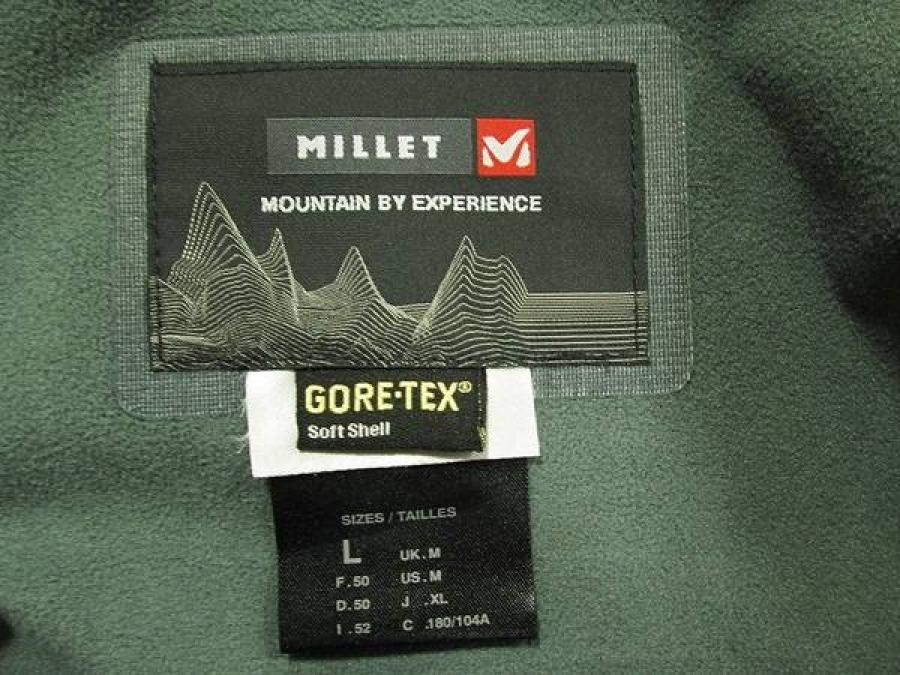 MILLET
MOUNTAIN BY EXPERIENCE
GORE-TEX®
Soft Shell
SIZES / TAILLES
L UK.M
F.50 US.M
D.50 J .XL
I.52 C .180/104A